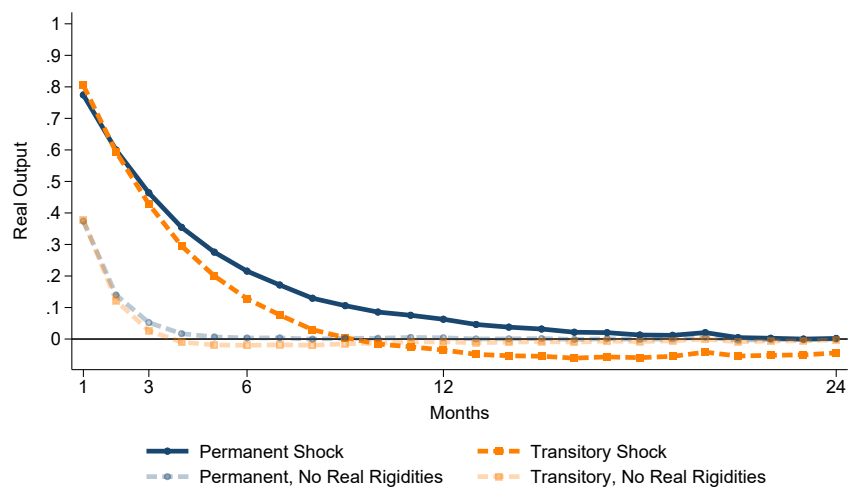 1
.9
.8
.7
.6
.5
.4
.3
.2
.1
0
Real Output
1 3 6 12 24
Months
Permanent Shock Transitory Shock
Permanent, No Real Rigidities Transitory, No Real Rigidities